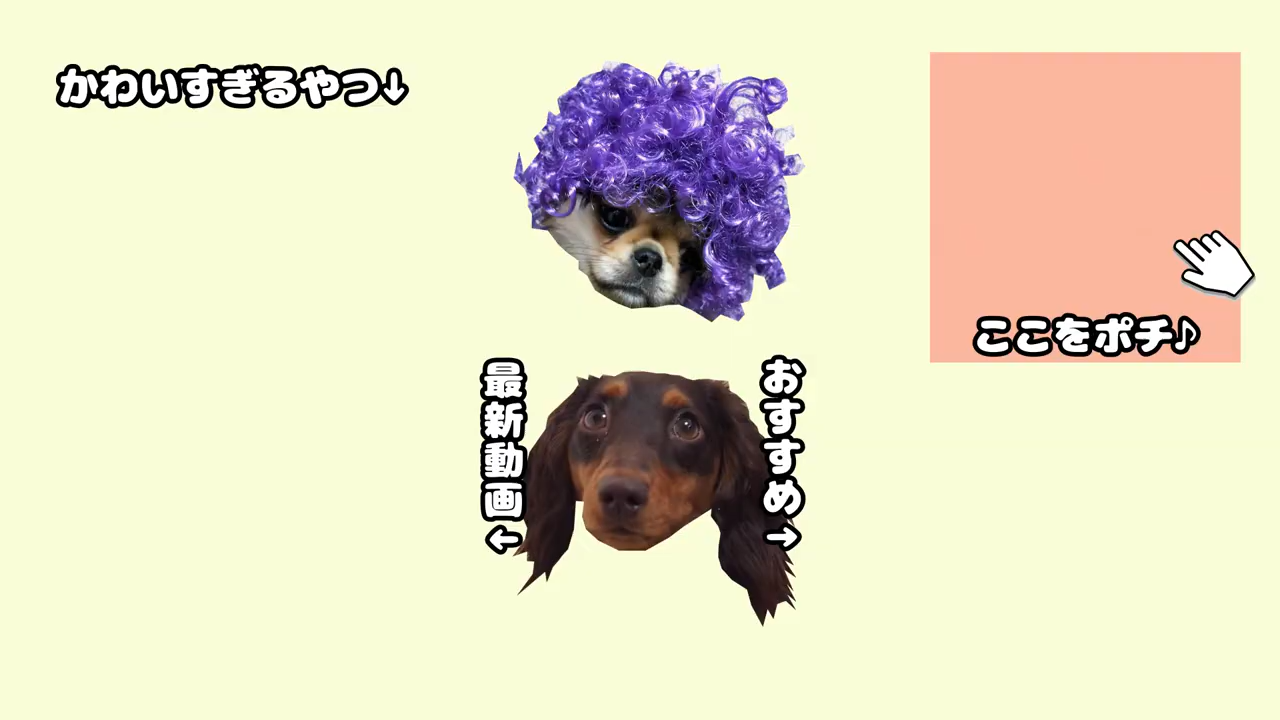 かわいすぎるやつ↓
ここをポチ♪
最新動画←
おすすめ→